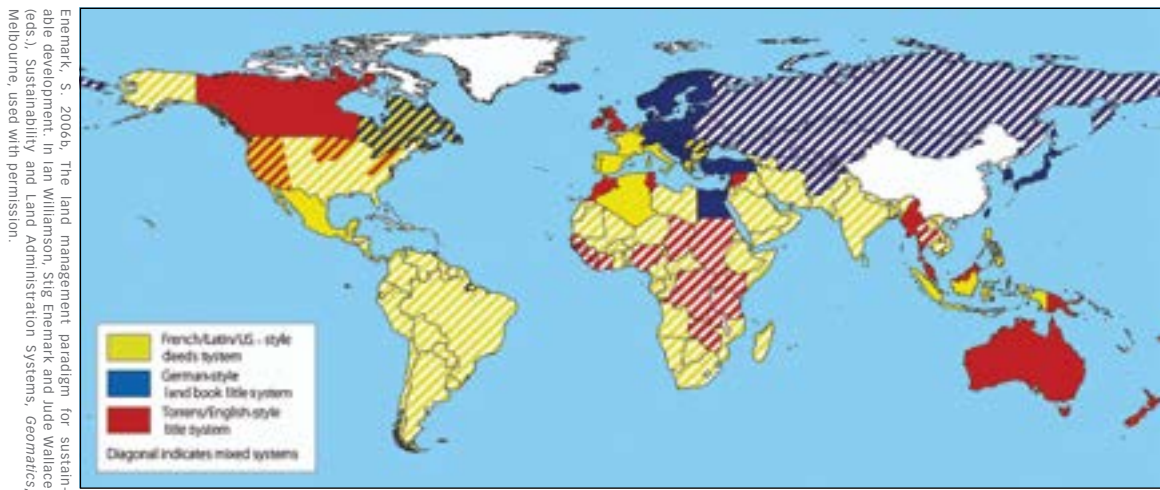 Enemark, S. 2006b, The land management paradigm for sustain-
able development. In Ian Williamson, Stig Enemark and Jude Wallace
(eds.), Sustainability and Land Administration Systems, Geomatics,
Melbourne, used with permission.
French/Latin/US - style
deeds system
German-style
land book title system
Torrens/English-style
title system
Diagonal indicates mixed systems